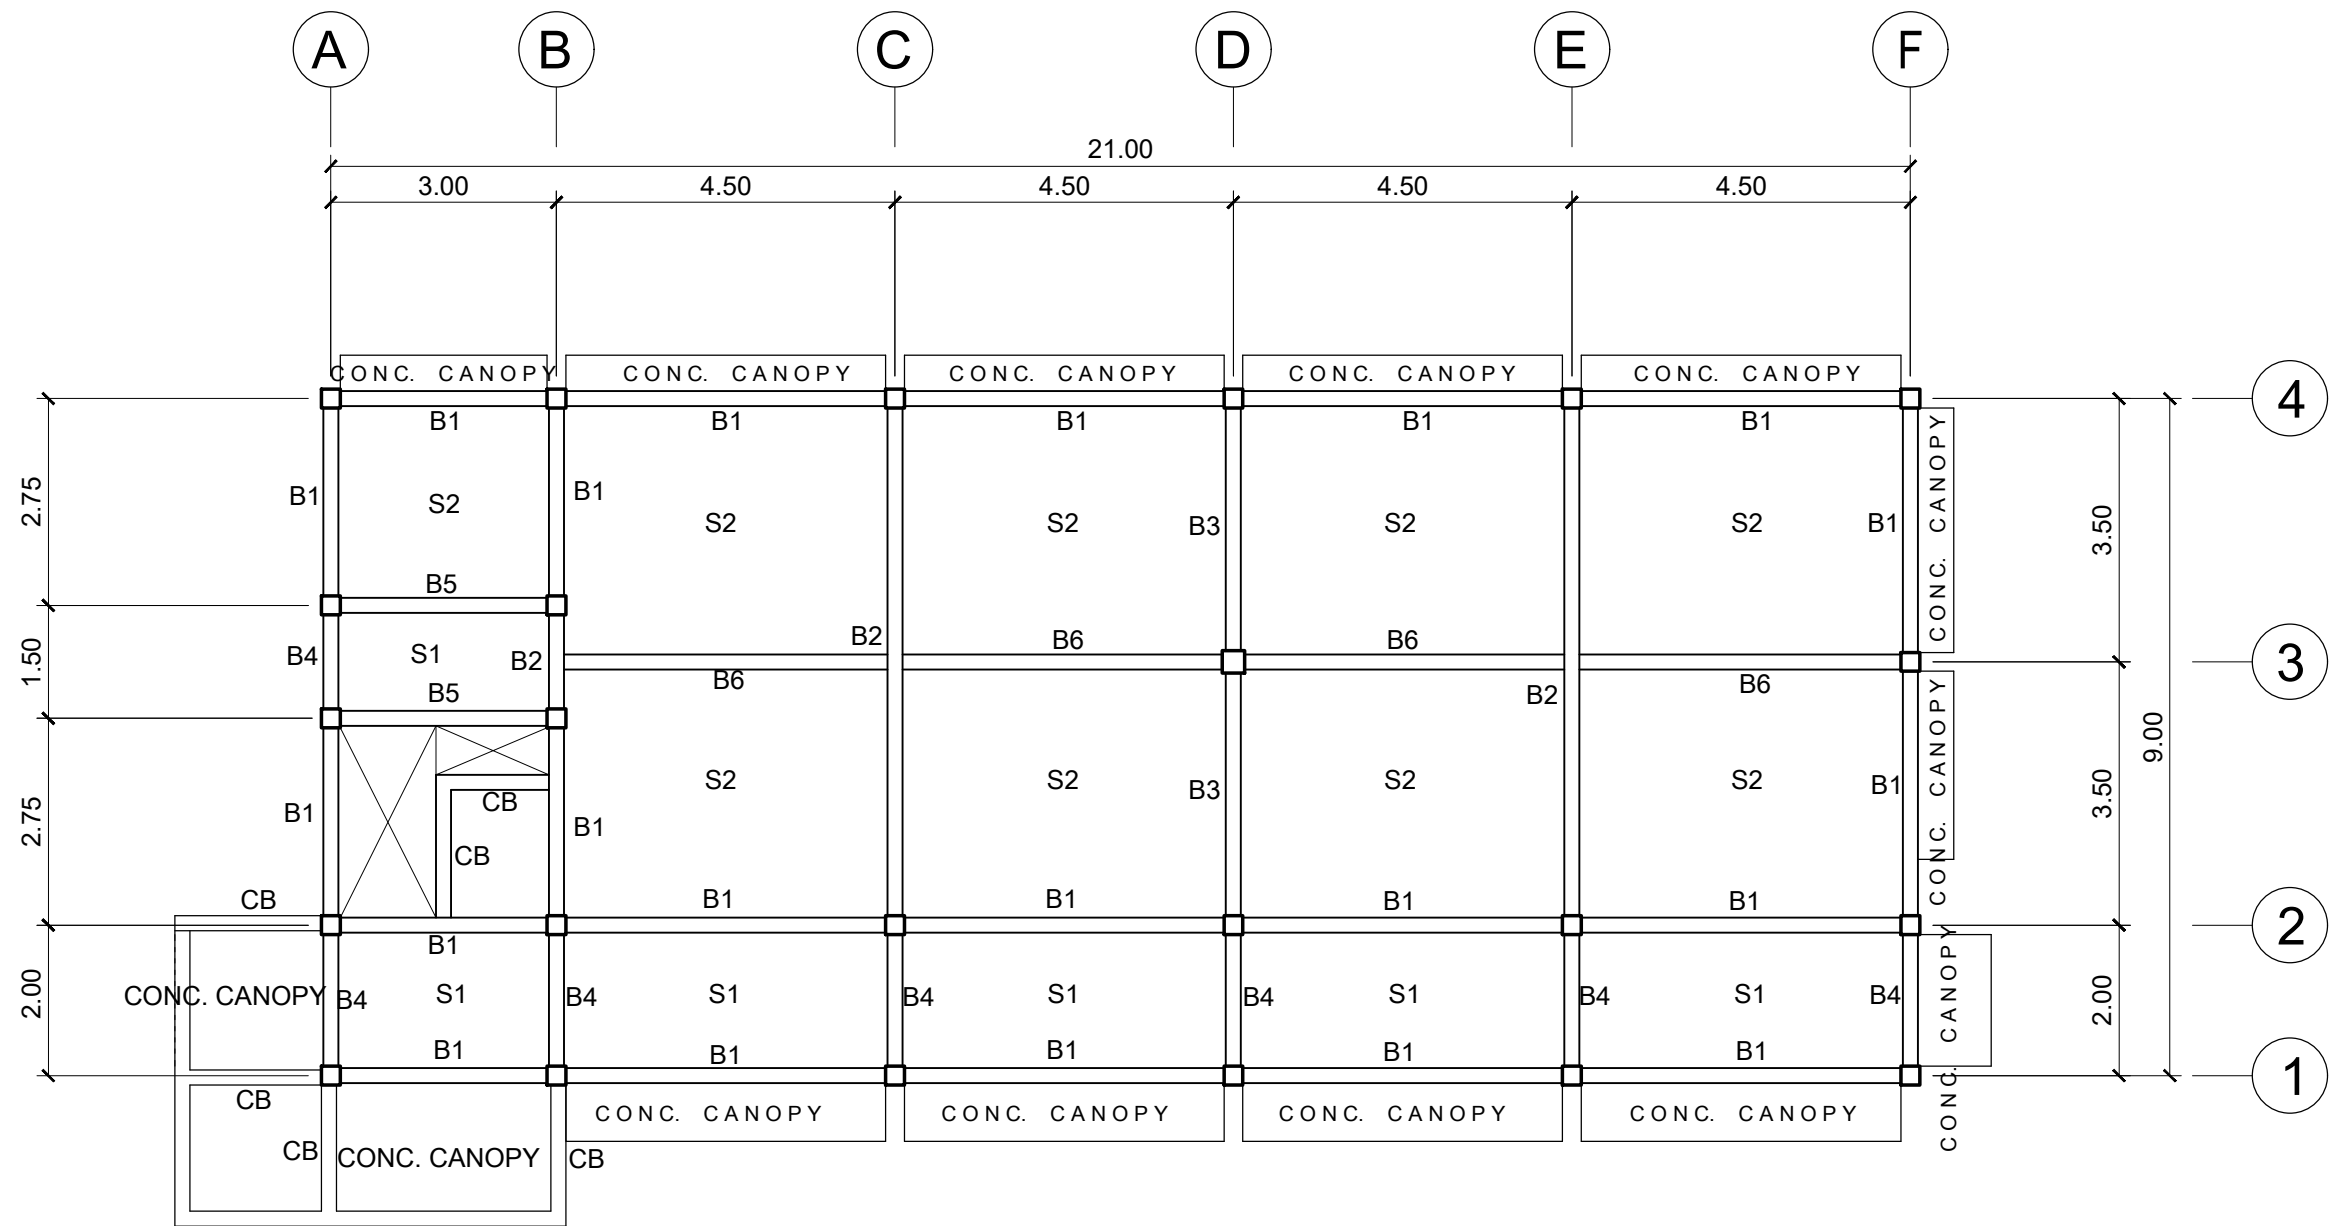 A B C D E F
21.00
3.00 4.50 4.50 4.50 4.50
CONC. CANOPY CONC. CANOPY CONC. CANOPY CONC. CANOPY CONC. CANOPY
4
B1 B1 B1 B1 B1
CONC. CANOPY
2.75
B1 S2 B1 S2 S2 B3 S2 S2 B1
3.50
B5
B2 B6 B6
1.50
B4 S1 B2
3
B5 B6 B2 B6
CONC. CANOPY
9.00
S2 S2 B3 S2 S2 B1
3.50
2.75
B1 CB B1
CB
CB B1 B1 B1 B1
2
B1
CONC. CANOPY
2.00
CONC. CANOPY B4 S1 B4 S1 B4 S1 B4 S1 B4 S1 B4
2.00
B1 B1 B1 B1 B1
1
CB CONC. CANOPY CONC. CANOPY CONC. CANOPY CONC. CANOPY
CB CONC. CANOPY CB